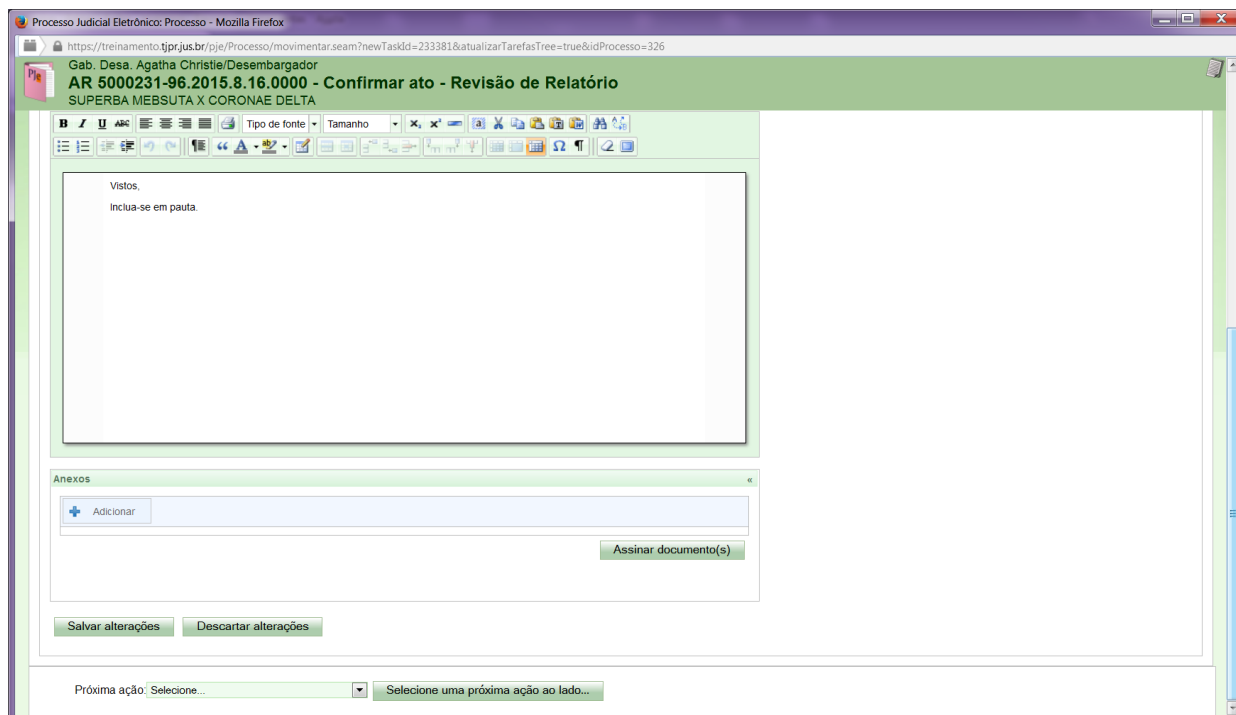 Processo Judicial Eletrônico: Processo - Mozilla Firefox
https://treinamento.tjpr.jus.br/pje/Processo/movimentar.seam?newTaskId=233381&atualizarTarefasTree=true&idProcesso=326
PJe
Gab. Desa. Agatha Christie/Desembargador
AR 5000231-96.2015.8.16.0000 - Confirmar ato - Revisão de Relatório
SUPERBA MEBSUTA X CORONAE DELTA
B I U ABC Tipo de fonte Tamanho
Vistos,
Inclua-se em pauta.
Anexos «
Adicionar
Assinar documento(s)
Salvar alterações Descartar alterações
Próxima ação: Selecione... Selecione uma próxima ação ao lado...